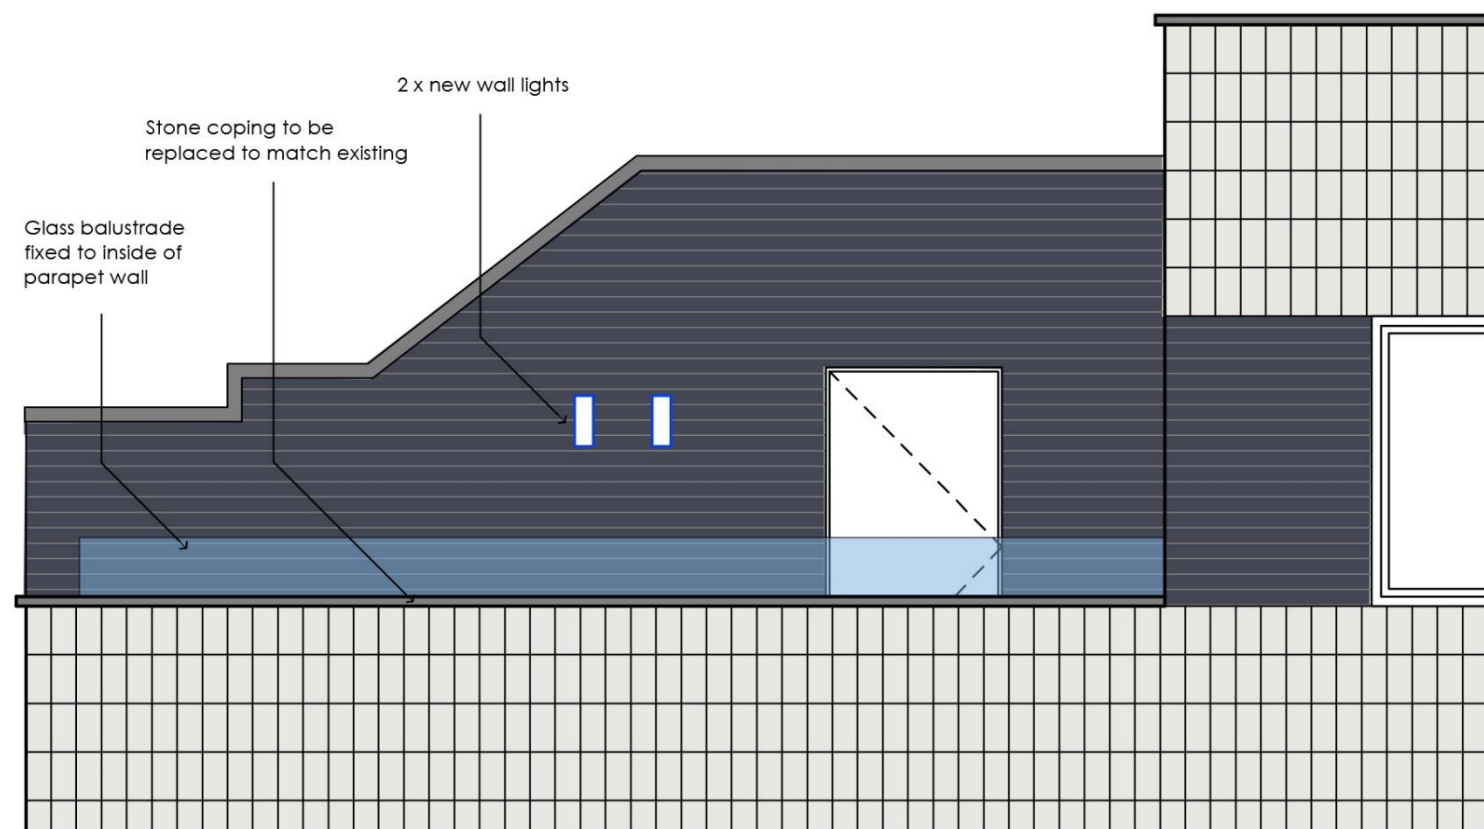 2 x new wall lights
Stone coping to be
replaced to match existing
Glass balustrade
fixed to inside of
parapet wall